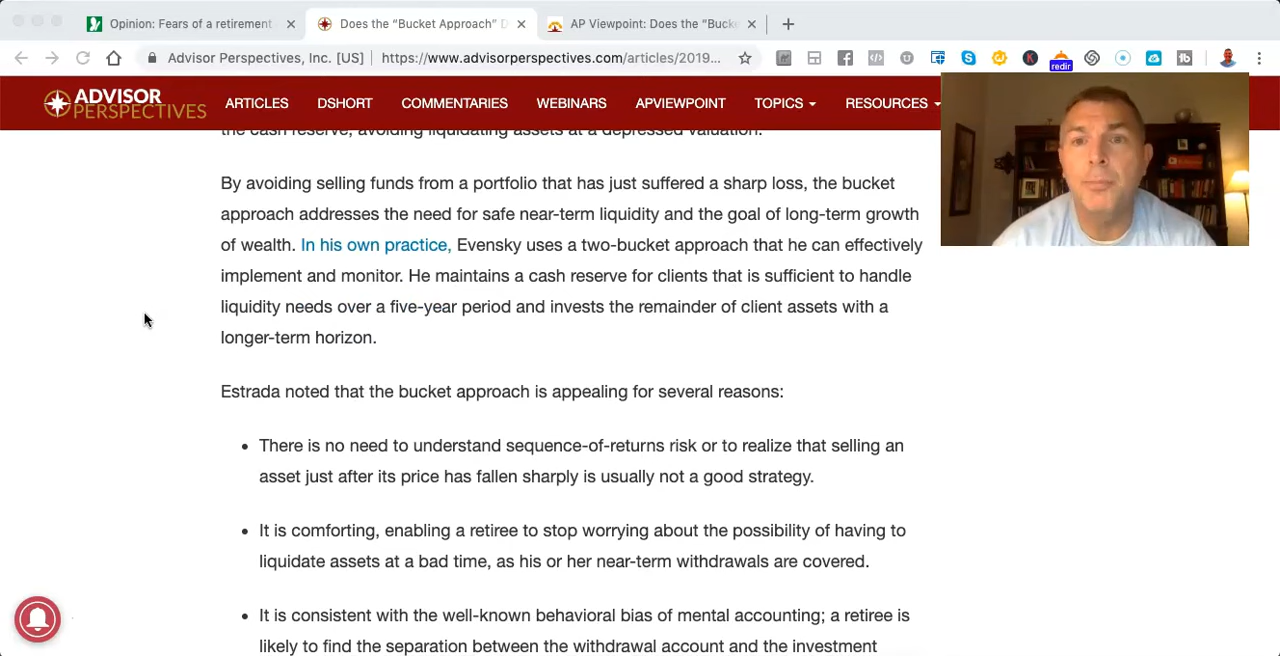 Opinion: Fears of a retirement
Does the “Bucket Approach” D
AP Viewpoint: Does the “Bucke
Advisor Perspectives Inc. [US]
https://www.advisorperspectives.com/articles/2019...
redir
ADVISOR
PERSPECTIVES
ARTICLES
DSHORT
COMMENTARIES
WEBINARS
APVIEWPOINT
TOPICS
RESOURCES
the cash reserve, avoiding liquidating assets at a depressed valuation.
By avoiding selling funds from a portfolio that has just suffered a sharp loss, the bucket
approach addresses the need for safe near-term liquidity and the goal of long-term growth
of wealth. In his own practice, Evensky uses a two-bucket approach that he can effectively
implement and monitor. He maintains a cash reserve for clients that is sufficient to handle
liquidity needs over a five-year period and invests the remainder of client assets with a
longer-term horizon.
Estrada noted that the bucket approach is appealing for several reasons:
• There is no need to understand sequence-of-returns risk or to realize that selling an
asset just after its price has fallen sharply is usually not a good strategy.
• It is comforting, enabling a retiree to stop worrying about the possibility of having to
liquidate assets at a bad time, as his or her near-term withdrawals are covered.
• It is consistent with the well-known behavioral bias of mental accounting; a retiree is
likely to find the separation between the withdrawal account and the investment